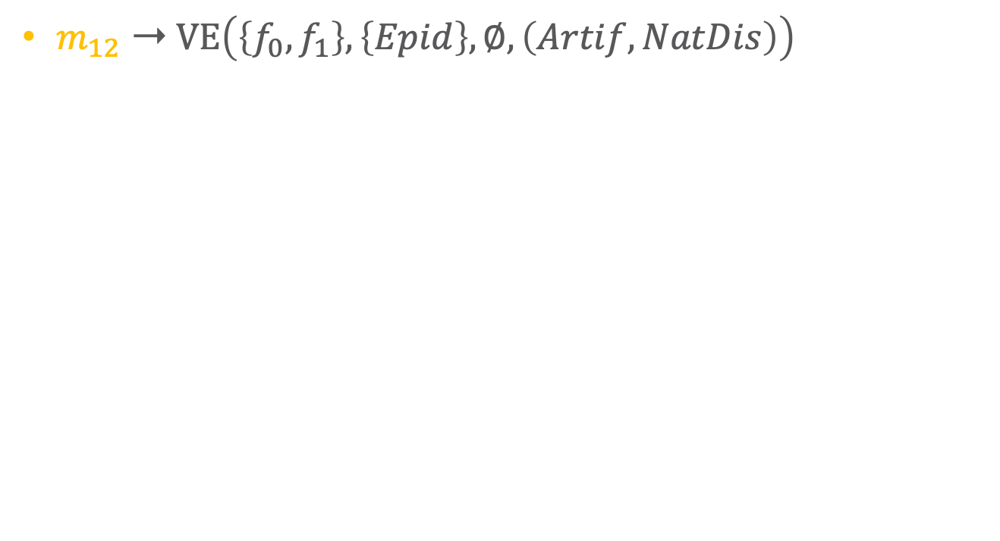 • m₁₂ → VE({f₀, f₁}, {Epid}, ∅, (Artif, NatDis))